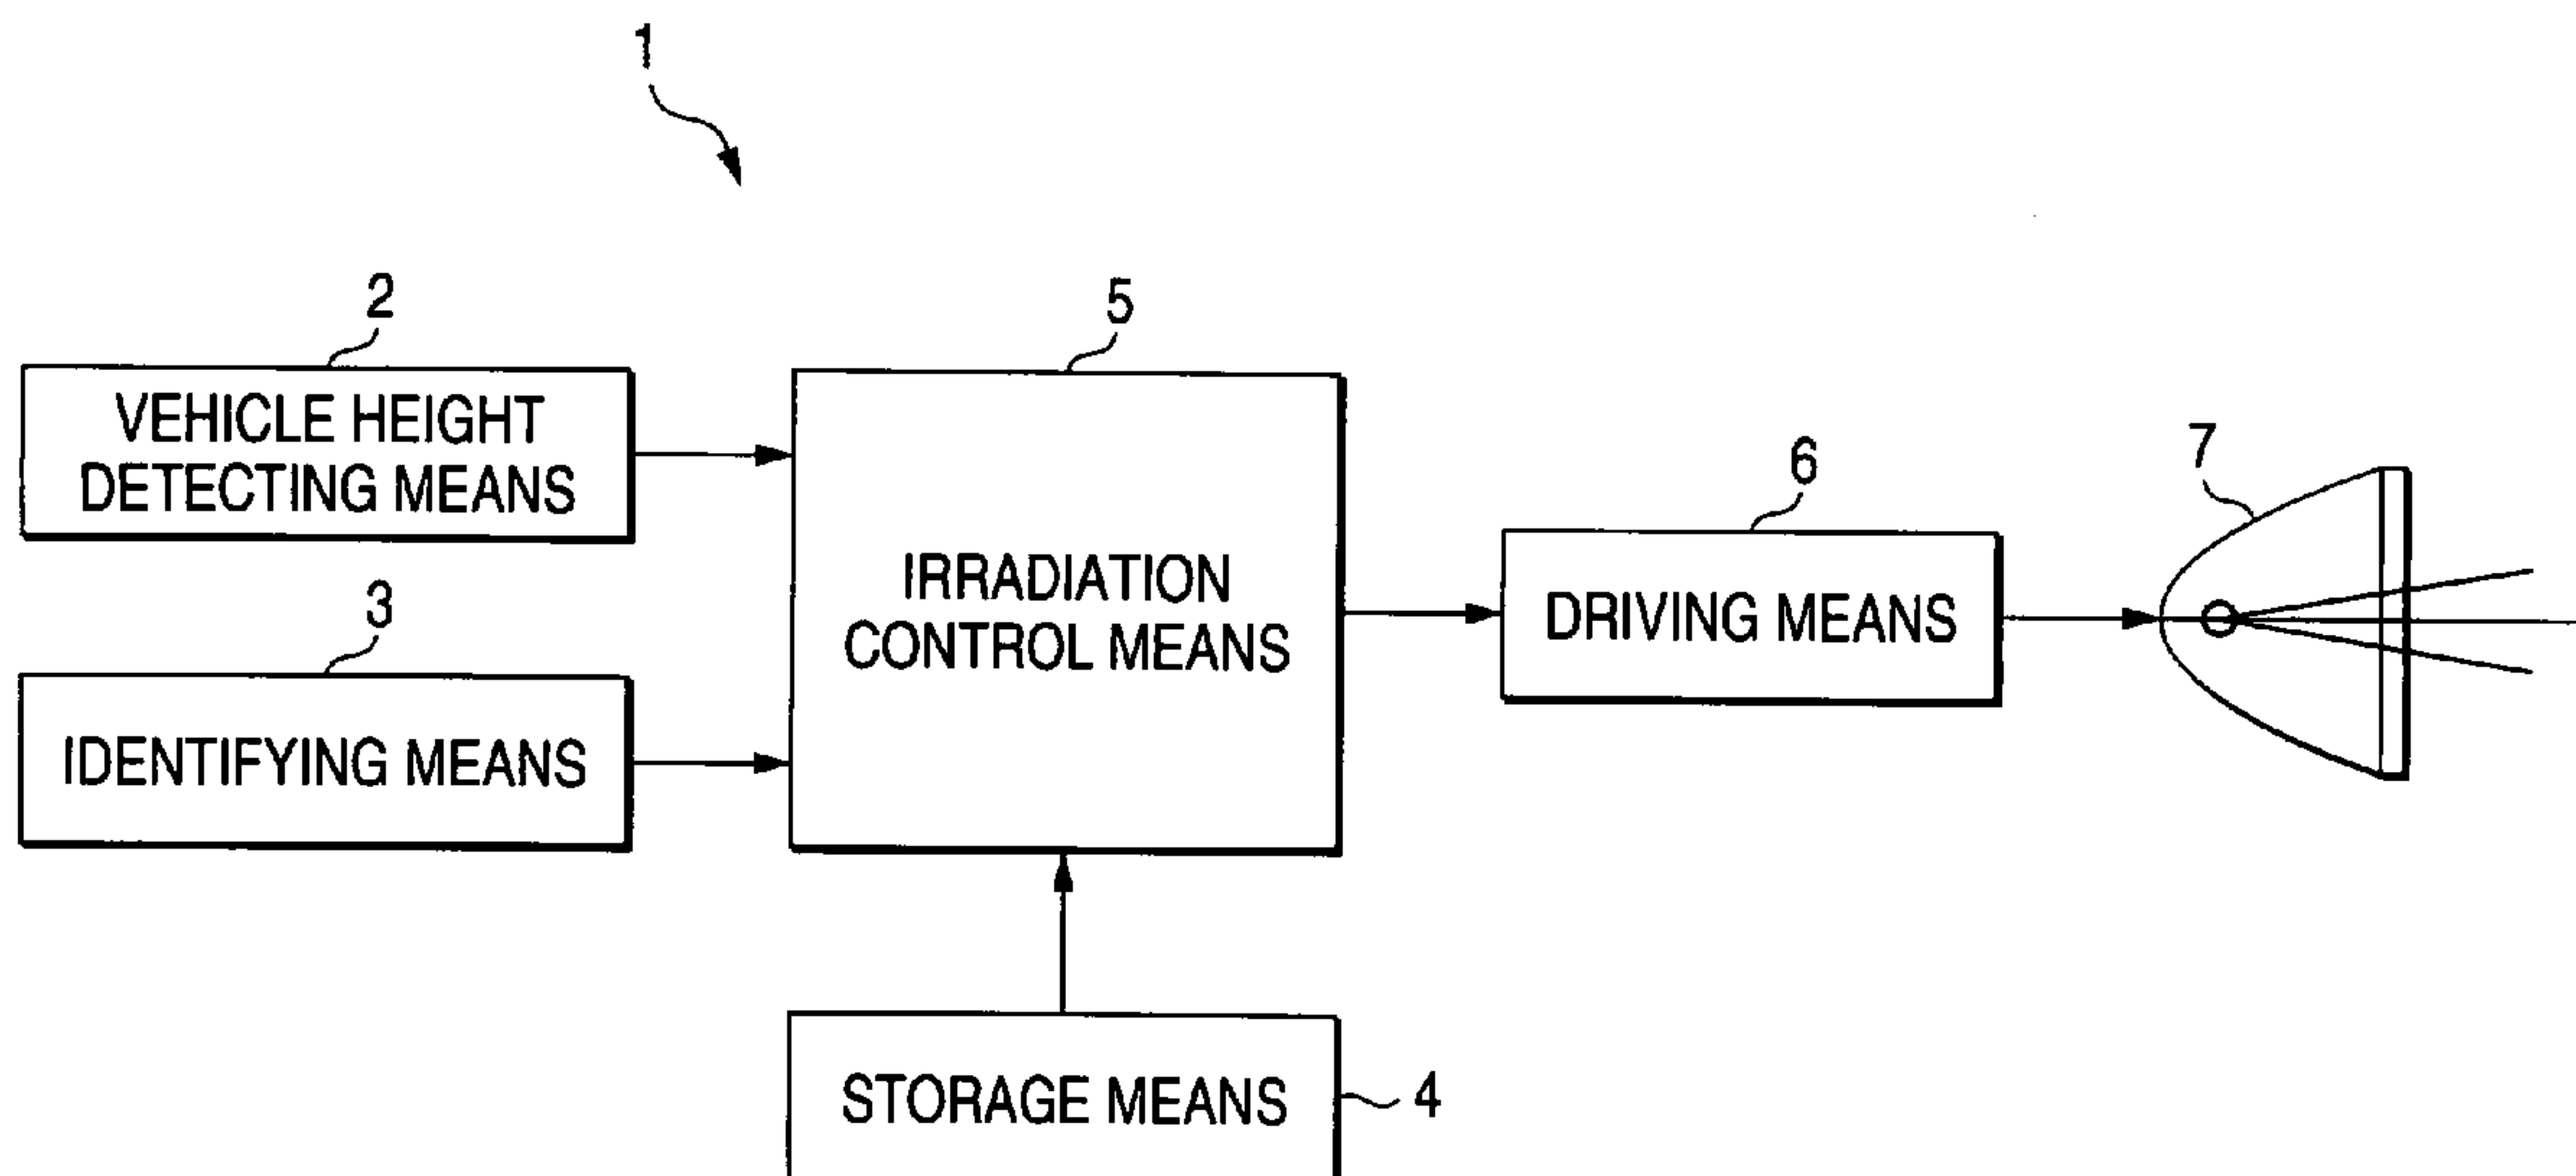 1
2
VEHICLE HEIGHT
DETECTING MEANS
3
IDENTIFYING MEANS
5
IRRADIATION
CONTROL MEANS
6
DRIVING MEANS
7
STORAGE MEANS
4